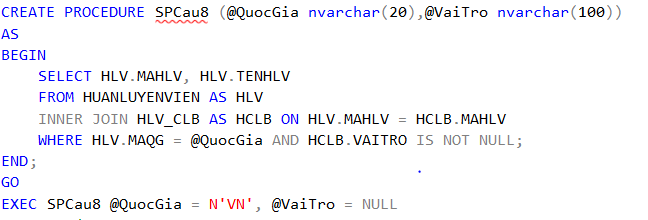 CREATE PROCEDURE SPCau8 (@QuocGia nvarchar(20),@VaiTro nvarchar(100))
AS
BEGIN
    SELECT HLV.MAHLV, HLV.TENHLV
    FROM HUANLUYENVIEN AS HLV
    INNER JOIN HLV_CLB AS HCLB ON HLV.MAHLV = HCLB.MAHLV
    WHERE HLV.MAQG = @QuocGia AND HCLB.VAITRO IS NOT NULL;
END;
GO
EXEC SPCau8 @QuocGia = N'VN', @VaiTro = NULL